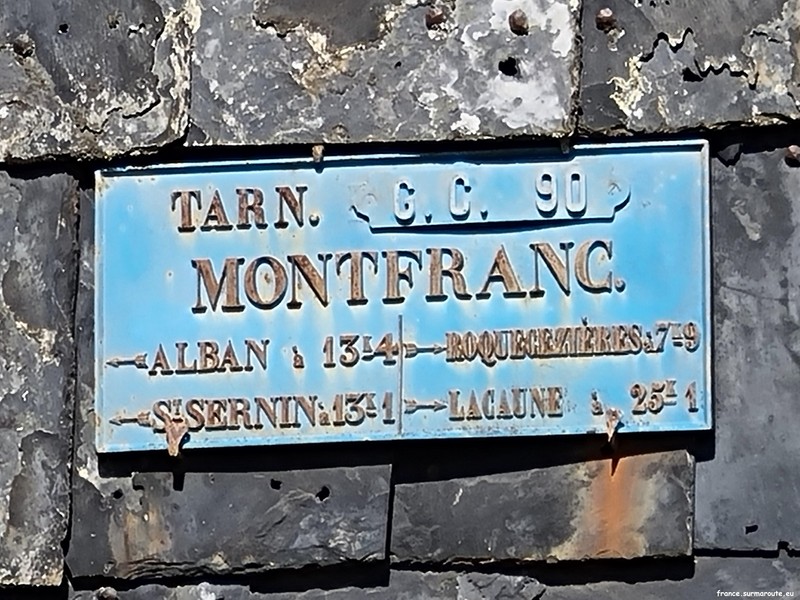 TARN. G.C. 90
MONTFRANC.
ALBAN à 13K4 ROQUECEZIÈRES à 7K9
ST SERNIN à 13K1 LACAUNE à 25K1
france.surmaroute.eu